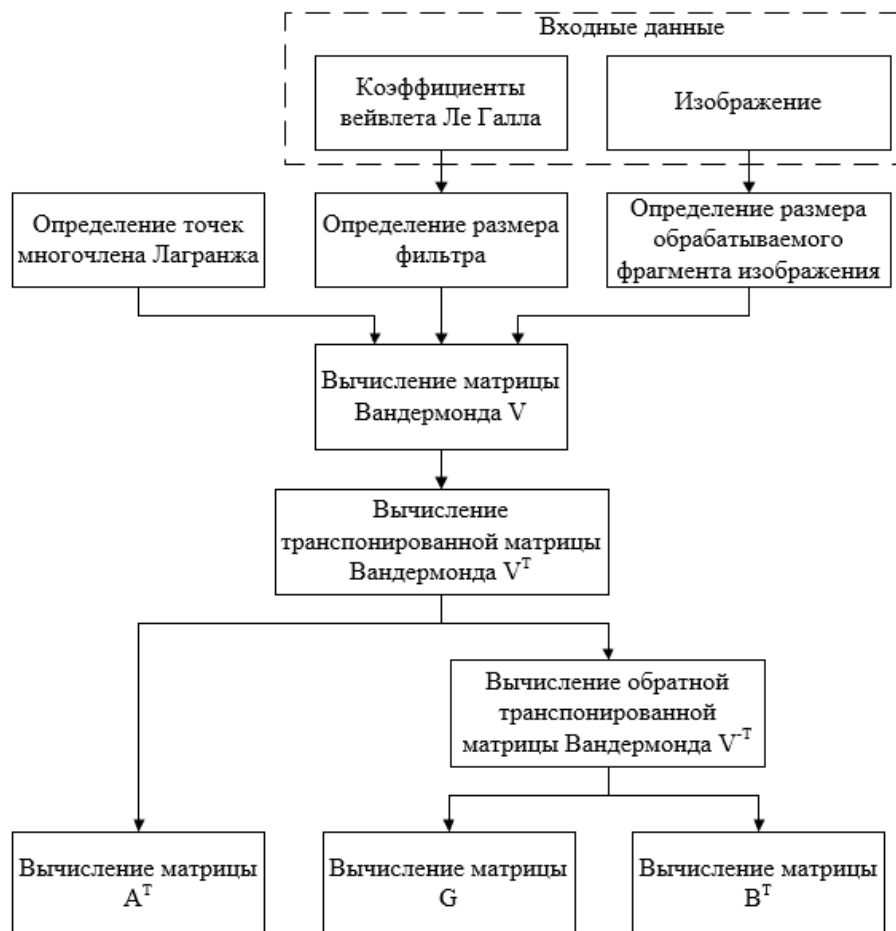 Входные данные
Коэффициенты
вейвлета Ле Галла
Изображение
Определение точек
многочлена Лагранжа
Определение размера
фильтра
Определение размера
обрабатываемого
фрагмента изображения
Вычисление матрицы
Вандермонда V
Вычисление
транспонированной матрицы
Вандермонда V^T
Вычисление обратной
транспонированной
матрицы Вандермонда V^-T
Вычисление матрицы
A^T
Вычисление матрицы
G
Вычисление матрицы
B^T